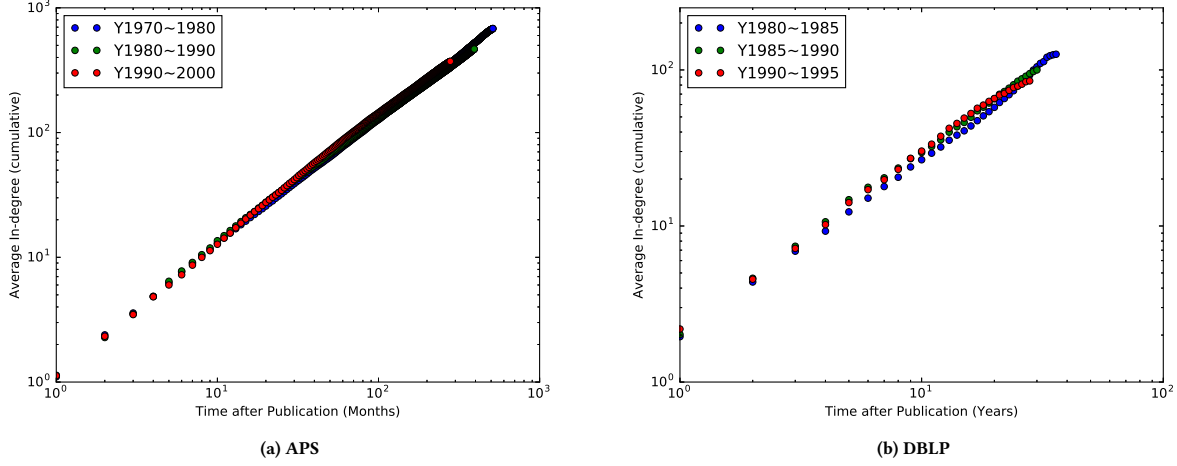 10³
10²
10¹
10⁰
Average In-degree (cumulative)
Y1970~1980
Y1980~1990
Y1990~2000
10⁰ 10¹ 10² 10³
Time after Publication (Months)
(a) APS
10²
10¹
10⁰
Average In-degree (cumulative)
Y1980~1985
Y1985~1990
Y1990~1995
10⁰ 10¹ 10²
Time after Publication (Years)
(b) DBLP